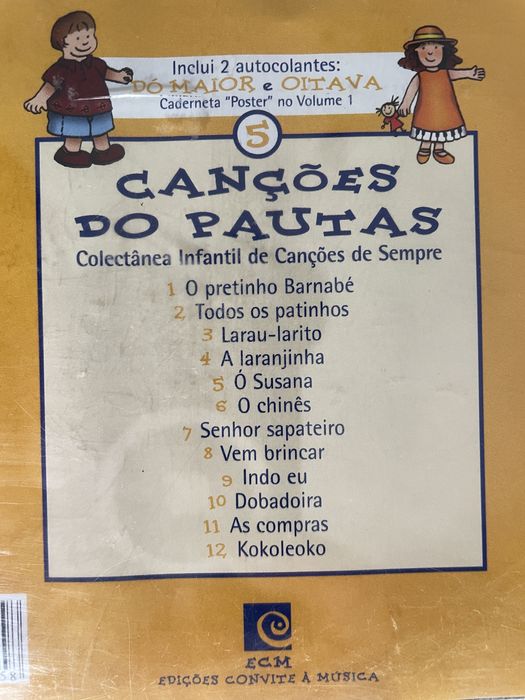 Inclui 2 autocolantes:
DÓ MAIOR e OITAVA
Caderneta "Poster" no Volume 1
5
CANÇÕES
DO PAUTAS
Colectânea Infantil de Canções de Sempre
1 O pretinho Barnabé
2 Todos os patinhos
3 Larau-larito
4 A laranjinha
5 Ó Susana
6 O chinês
7 Senhor sapateiro
8 Vem brincar
9 Indo eu
10 Dobadoira
11 As compras
12 Kokoleoko
58
ECM
EDIÇÕES CONVITE À MÚSICA